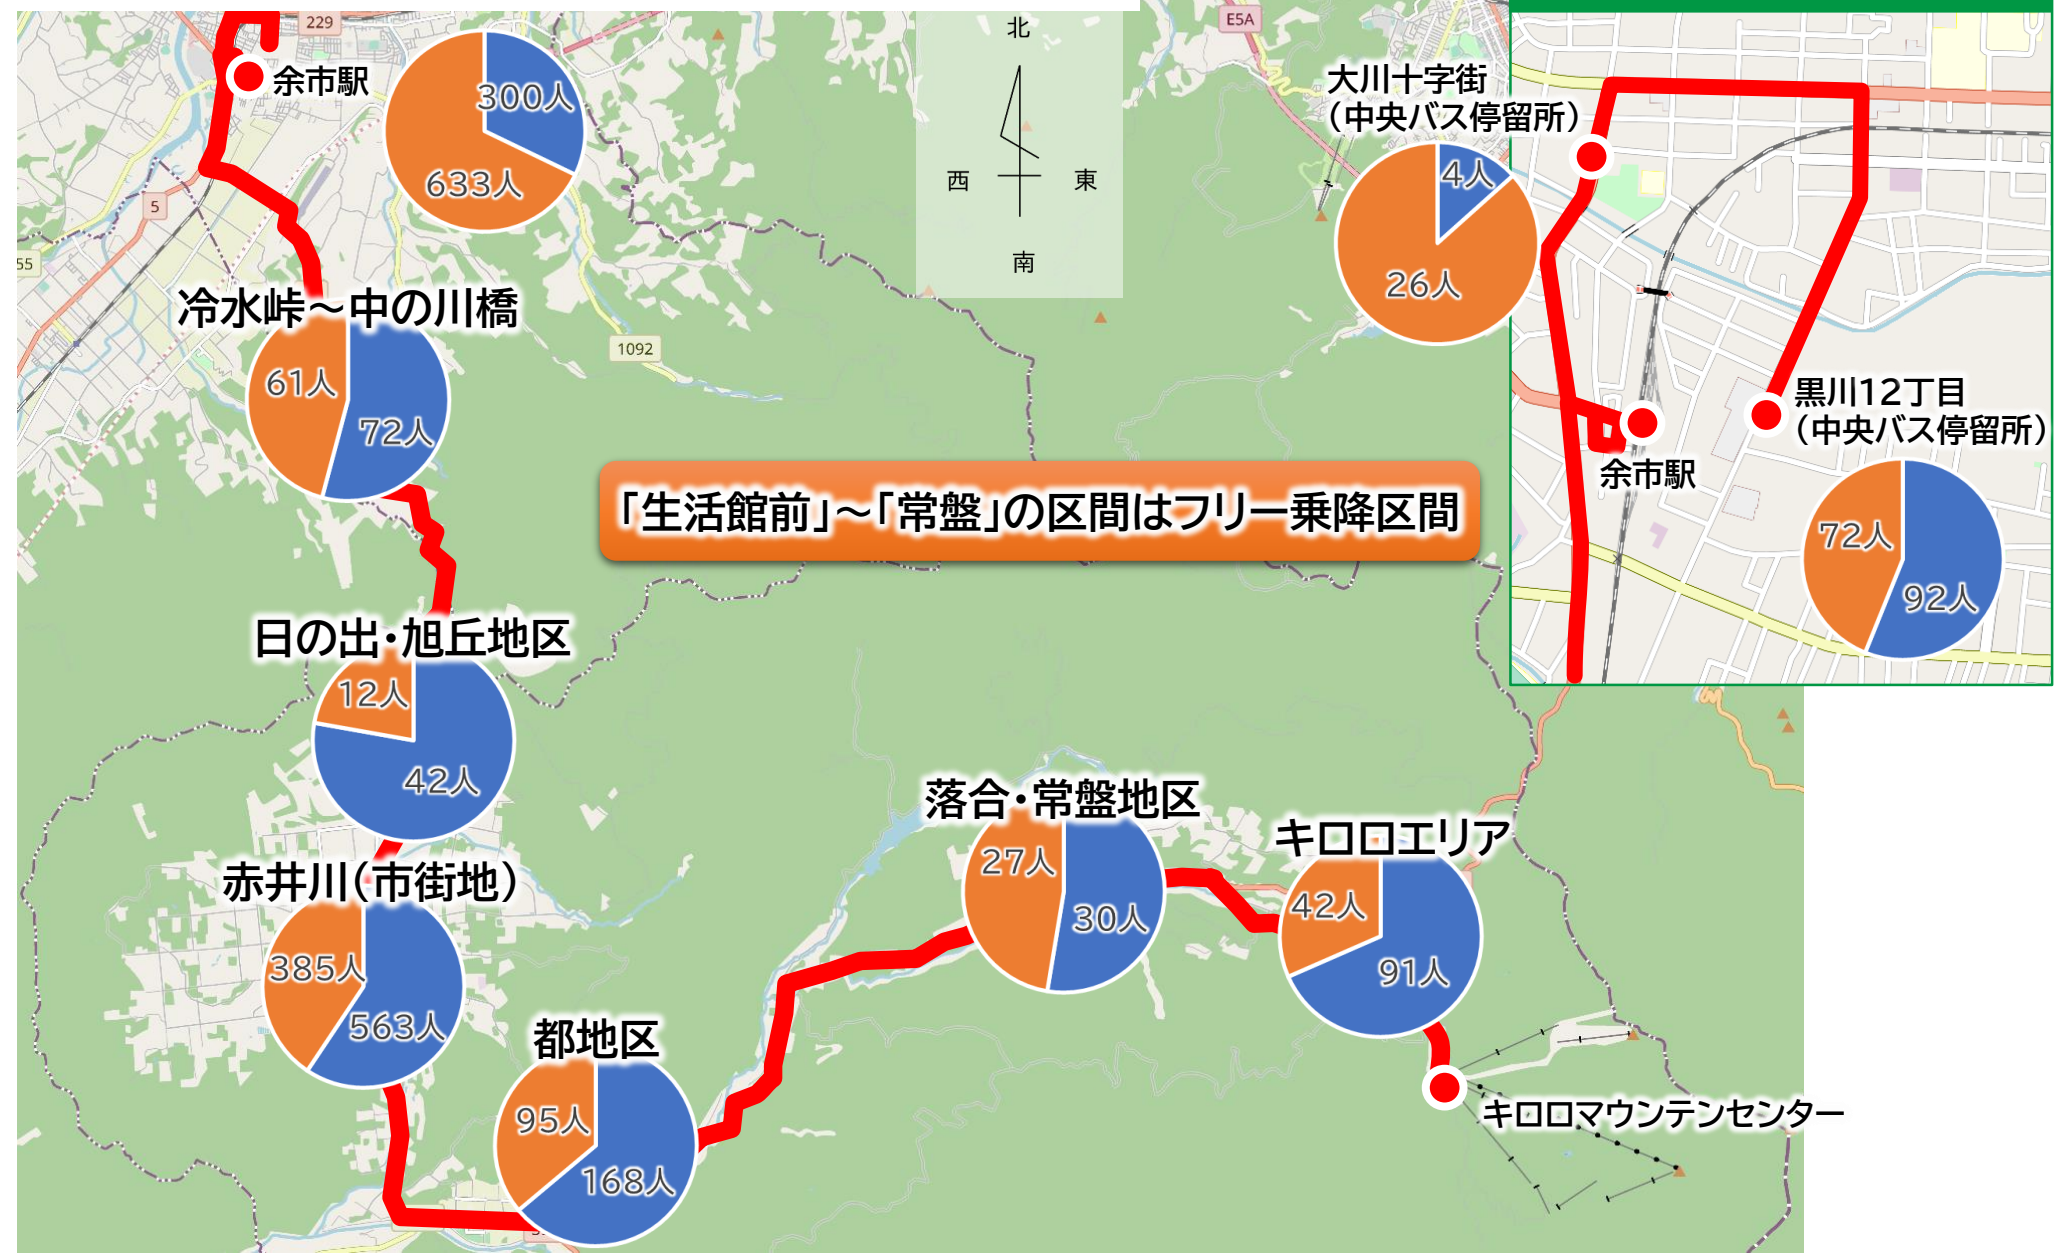 229
余市駅
300人
633人
5
55
1092
E5A
北
西
東
南
大川十字街
（中央バス停留所）
4人
26人
黒川12丁目
（中央バス停留所）
余市駅
72人
92人
冷水峠～中の川橋
61人
72人
「生活館前」～「常盤」の区間はフリー乗降区間
日の出・旭丘地区
12人
42人
赤井川（市街地）
385人
563人
都地区
95人
168人
落合・常盤地区
27人
30人
キロロエリア
42人
91人
キロロマウンテンセンター